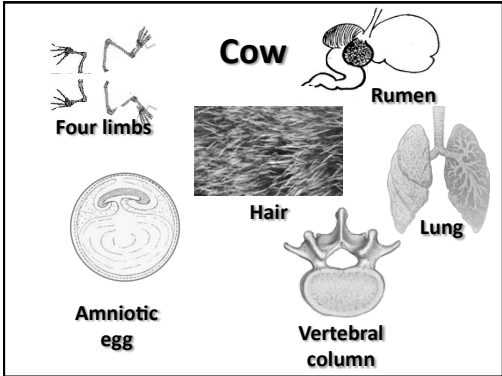 Cow
Rumen
Four limbs
Hair
Lung
Amniotic
egg
Vertebral
column